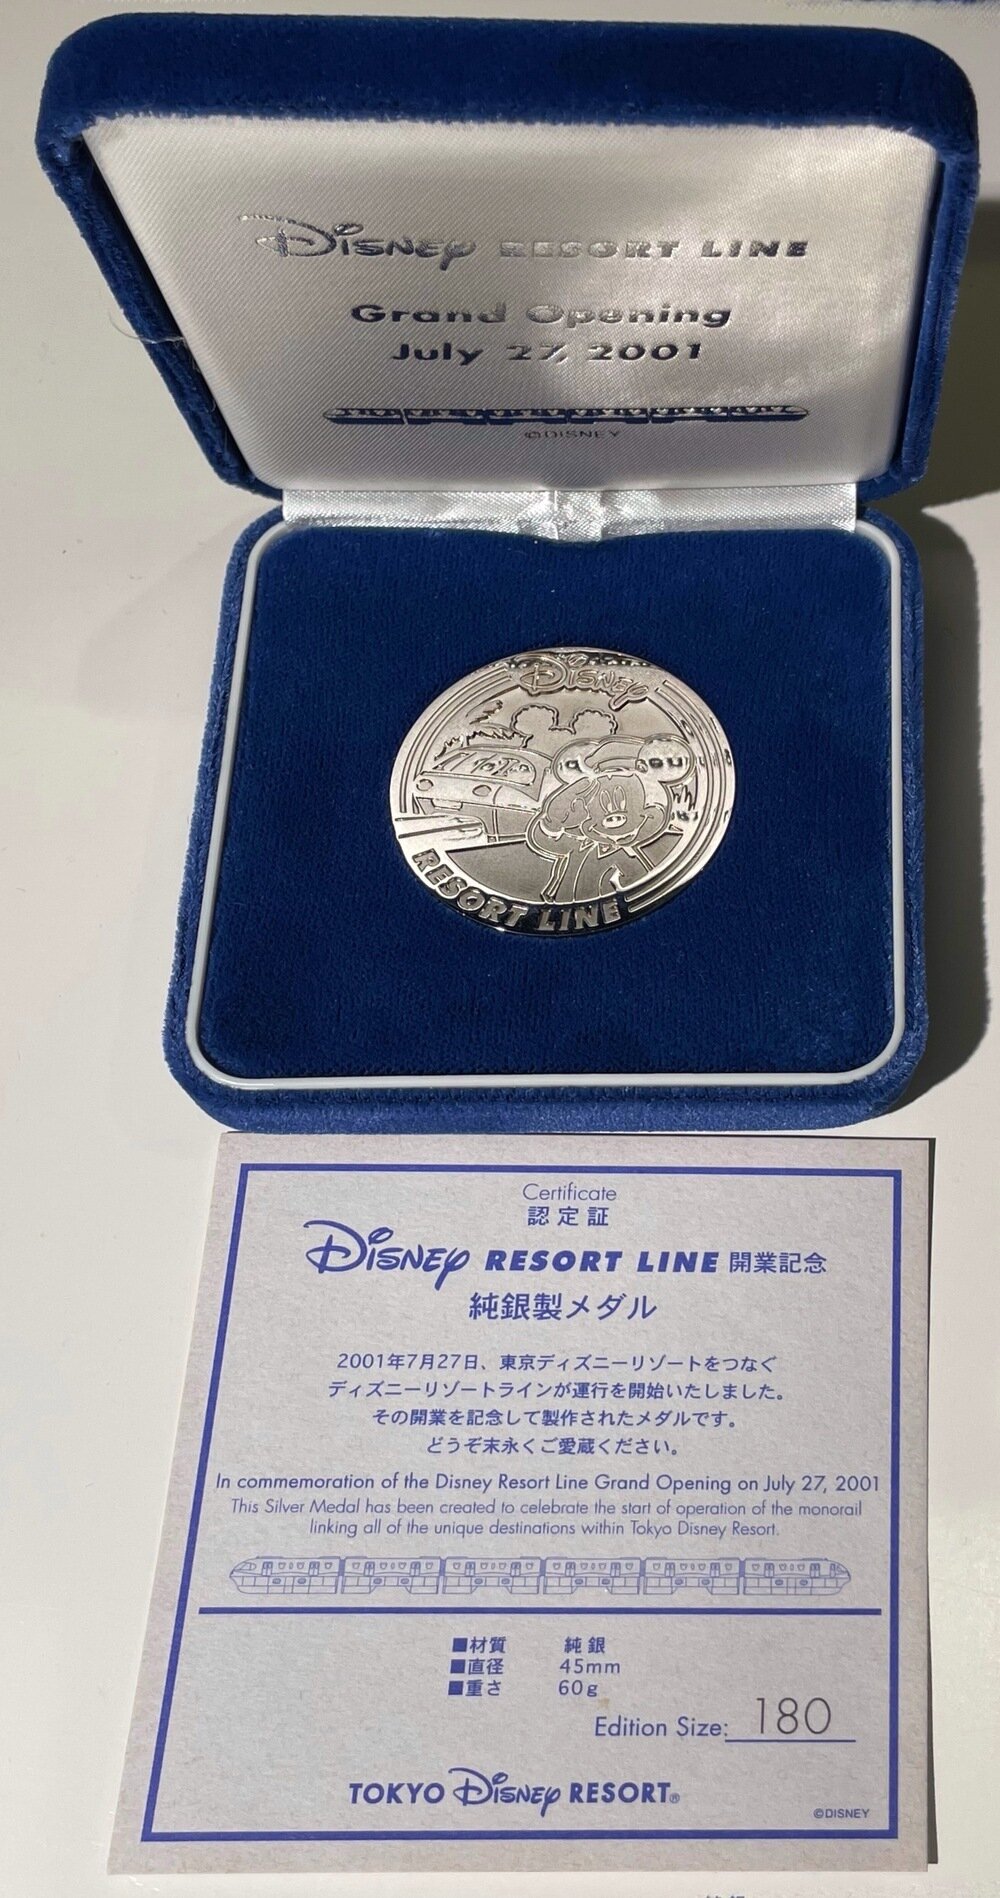 Disney RESORT LINE
Grand Opening
July 27, 2001
©DISNEY
Disney
RESORT LINE
Certificate
認定証
Disney RESORT LINE 開業記念
純銀製メダル
2001年7月27日、東京ディズニーリゾートをつなぐ
ディズニーリゾートラインが運行を開始いたしました。
その開業を記念して製作されたメダルです。
どうぞ末永くご愛蔵ください。
In commemoration of the Disney Resort Line Grand Opening on July 27, 2001
This Silver Medal has been created to celebrate the start of operation of the monorail
linking all of the unique destinations within Tokyo Disney Resort.
■材質 純銀
■直径 45mm
■重さ 60g
Edition Size: 180
TOKYO Disney RESORT®
©DISNEY